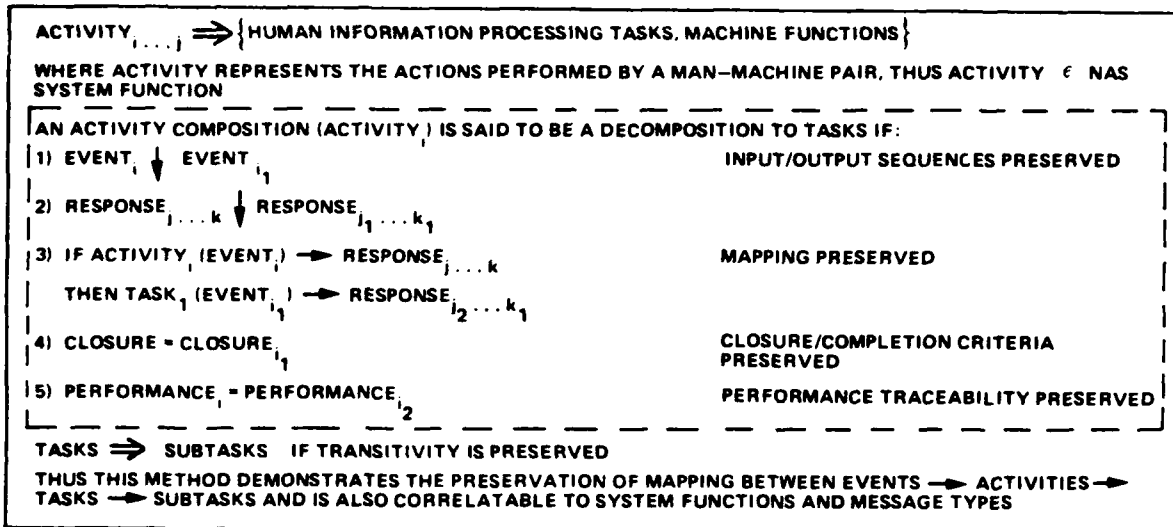 ACTIVITY i . . . j ⇒ {HUMAN INFORMATION PROCESSING TASKS, MACHINE FUNCTIONS}
WHERE ACTIVITY REPRESENTS THE ACTIONS PERFORMED BY A MAN–MACHINE PAIR, THUS ACTIVITY ϵ NAS
SYSTEM FUNCTION
AN ACTIVITY COMPOSITION (ACTIVITY i) IS SAID TO BE A DECOMPOSITION TO TASKS IF:
1) EVENT i ↓ EVENT i1 INPUT/OUTPUT SEQUENCES PRESERVED
2) RESPONSE j . . . k ↓ RESPONSE j1 . . . k1
3) IF ACTIVITY i (EVENT i) → RESPONSE j . . . k MAPPING PRESERVED
THEN TASK 1 (EVENT i1) → RESPONSE j2 . . . k1
4) CLOSURE = CLOSURE i1 CLOSURE/COMPLETION CRITERIA
PRESERVED
5) PERFORMANCE i = PERFORMANCE i2 PERFORMANCE TRACEABILITY PRESERVED
TASKS ⇒ SUBTASKS IF TRANSITIVITY IS PRESERVED
THUS THIS METHOD DEMONSTRATES THE PRESERVATION OF MAPPING BETWEEN EVENTS → ACTIVITIES →
TASKS → SUBTASKS AND IS ALSO CORRELATABLE TO SYSTEM FUNCTIONS AND MESSAGE TYPES